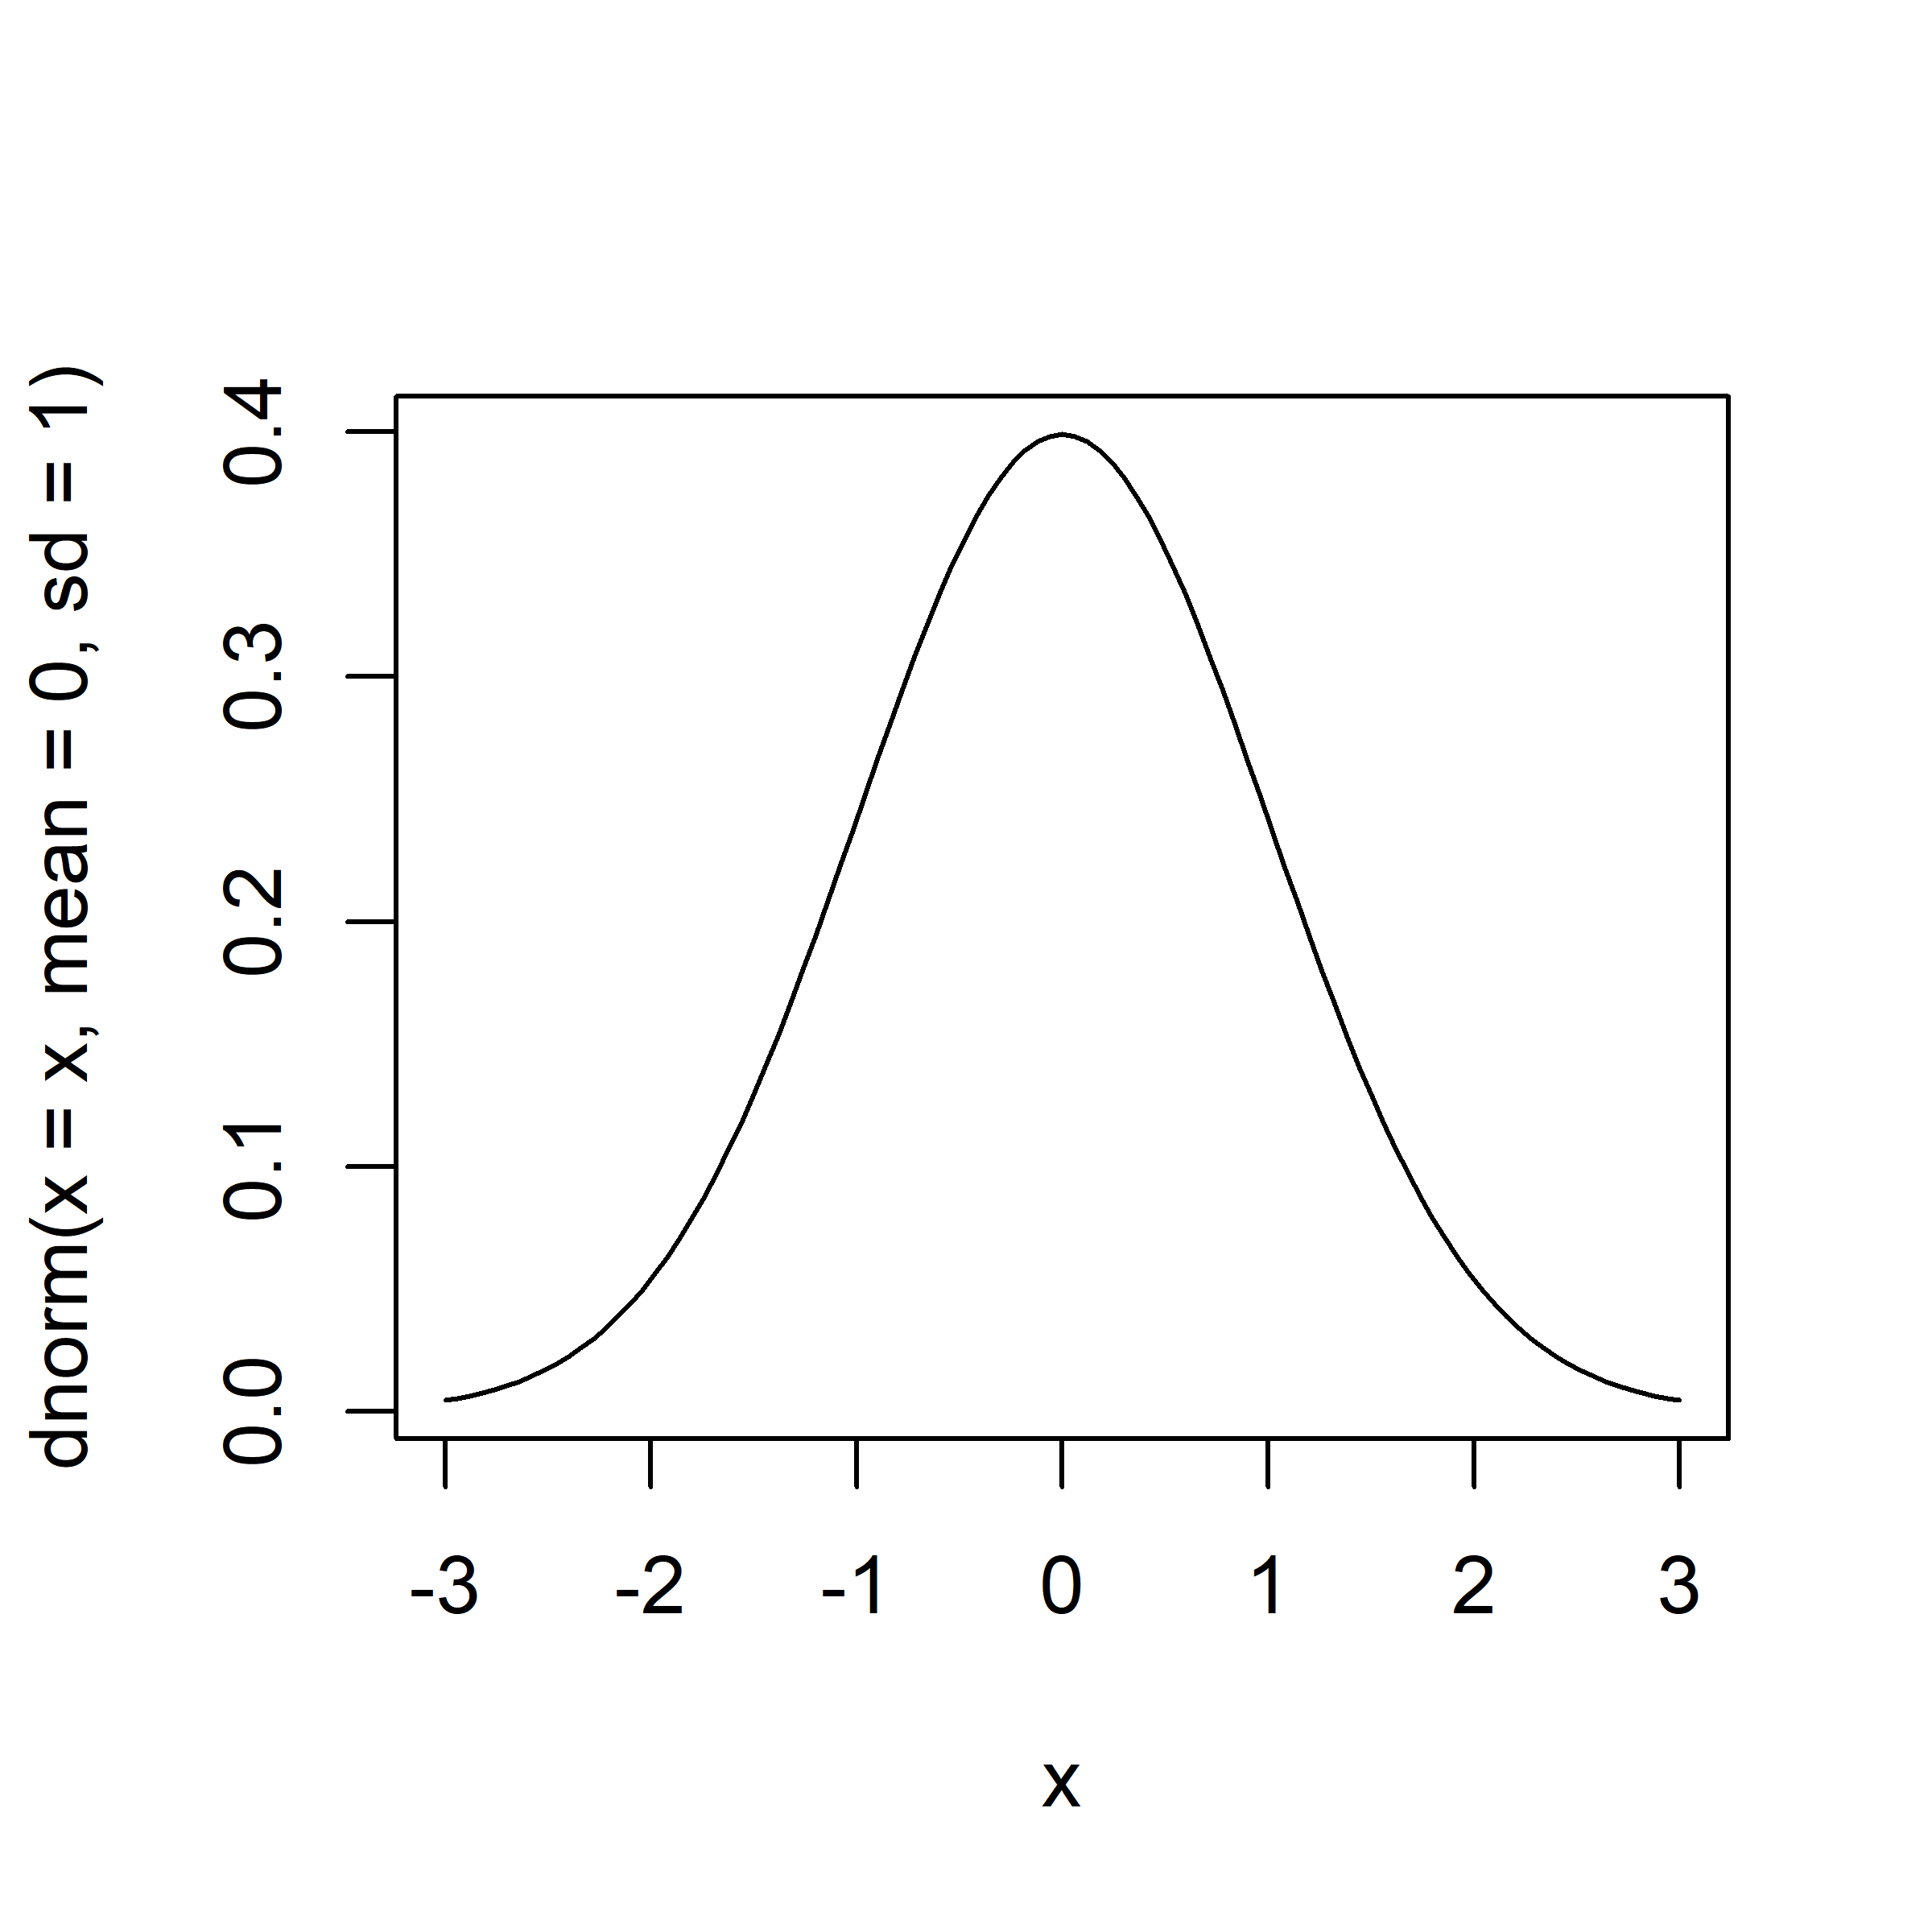 dnorm(x = x, mean = 0, sd = 1)
0.4
0.3
0.2
0.1
0.0
-3 -2 -1 0 1 2 3
x